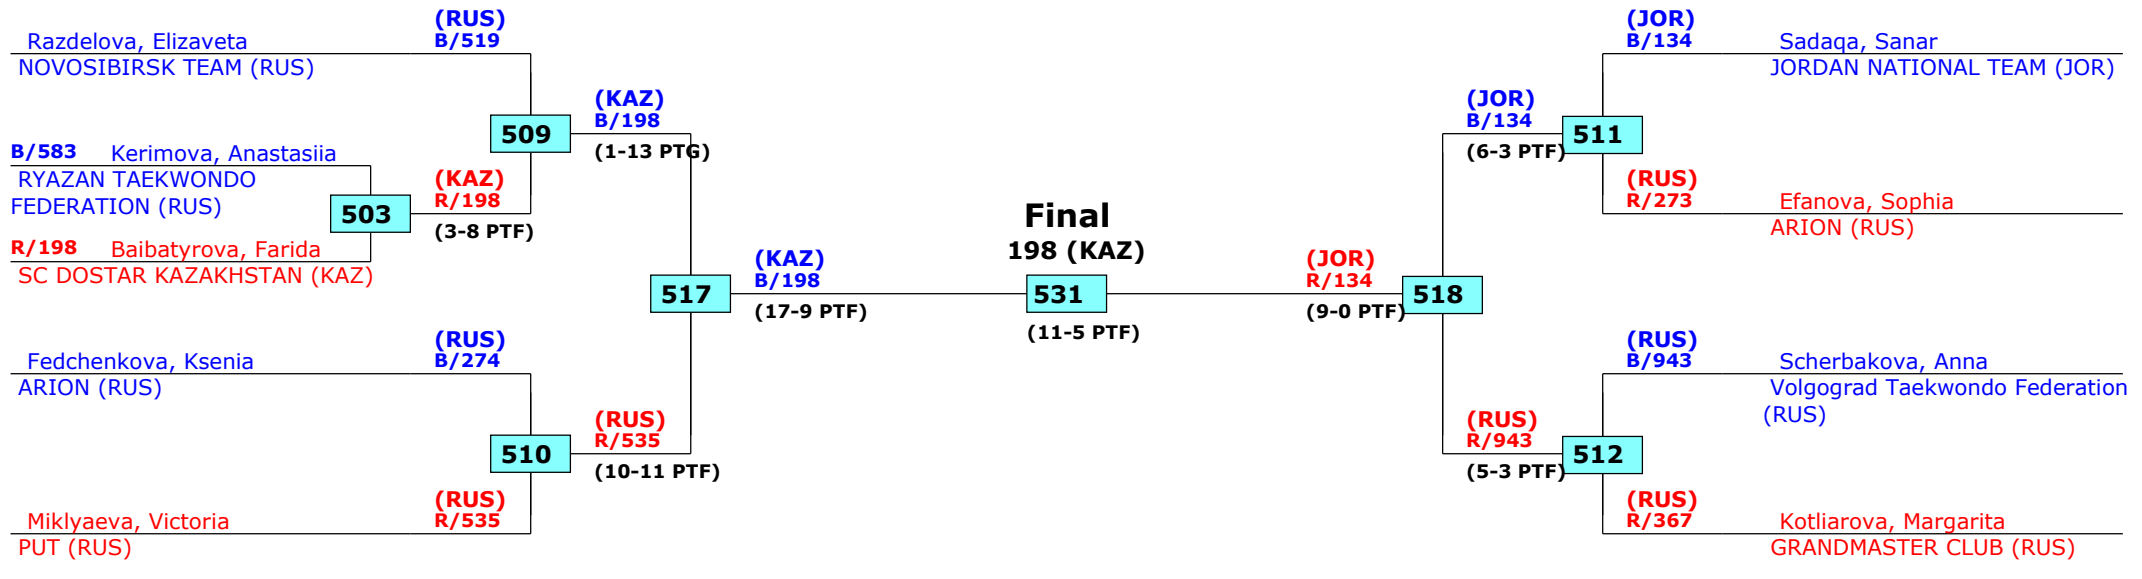 (RUS)
Razdelova, Elizaveta B/519
NOVOSIBIRSK TEAM (RUS)
B/583 Kerimova, Anastasiia
RYAZAN TAEKWONDO
FEDERATION (RUS)
503
(KAZ)
R/198
(3-8 PTF)
R/198 Baibatyrova, Farida
SC DOSTAR KAZAKHSTAN (KAZ)
509
(KAZ)
B/198
(1-13 PTG)
(RUS)
Fedchenkova, Ksenia B/274
ARION (RUS)
510
(RUS)
R/535
(10-11 PTF)
(RUS)
Miklyaeva, Victoria R/535
PUT (RUS)
517
(KAZ)
B/198
(17-9 PTF)
Final
198 (KAZ)
531
(11-5 PTF)
(JOR)
R/134
(9-0 PTF)
518
(JOR)
B/134
(6-3 PTF)
511
(JOR)
B/134 Sadaqa, Sanar
JORDAN NATIONAL TEAM (JOR)
(RUS)
R/273 Efanova, Sophia
ARION (RUS)
(RUS)
R/943
(5-3 PTF)
512
(RUS)
B/943 Scherbakova, Anna
Volgograd Taekwondo Federation
(RUS)
(RUS)
R/367 Kotliarova, Margarita
GRANDMASTER CLUB (RUS)